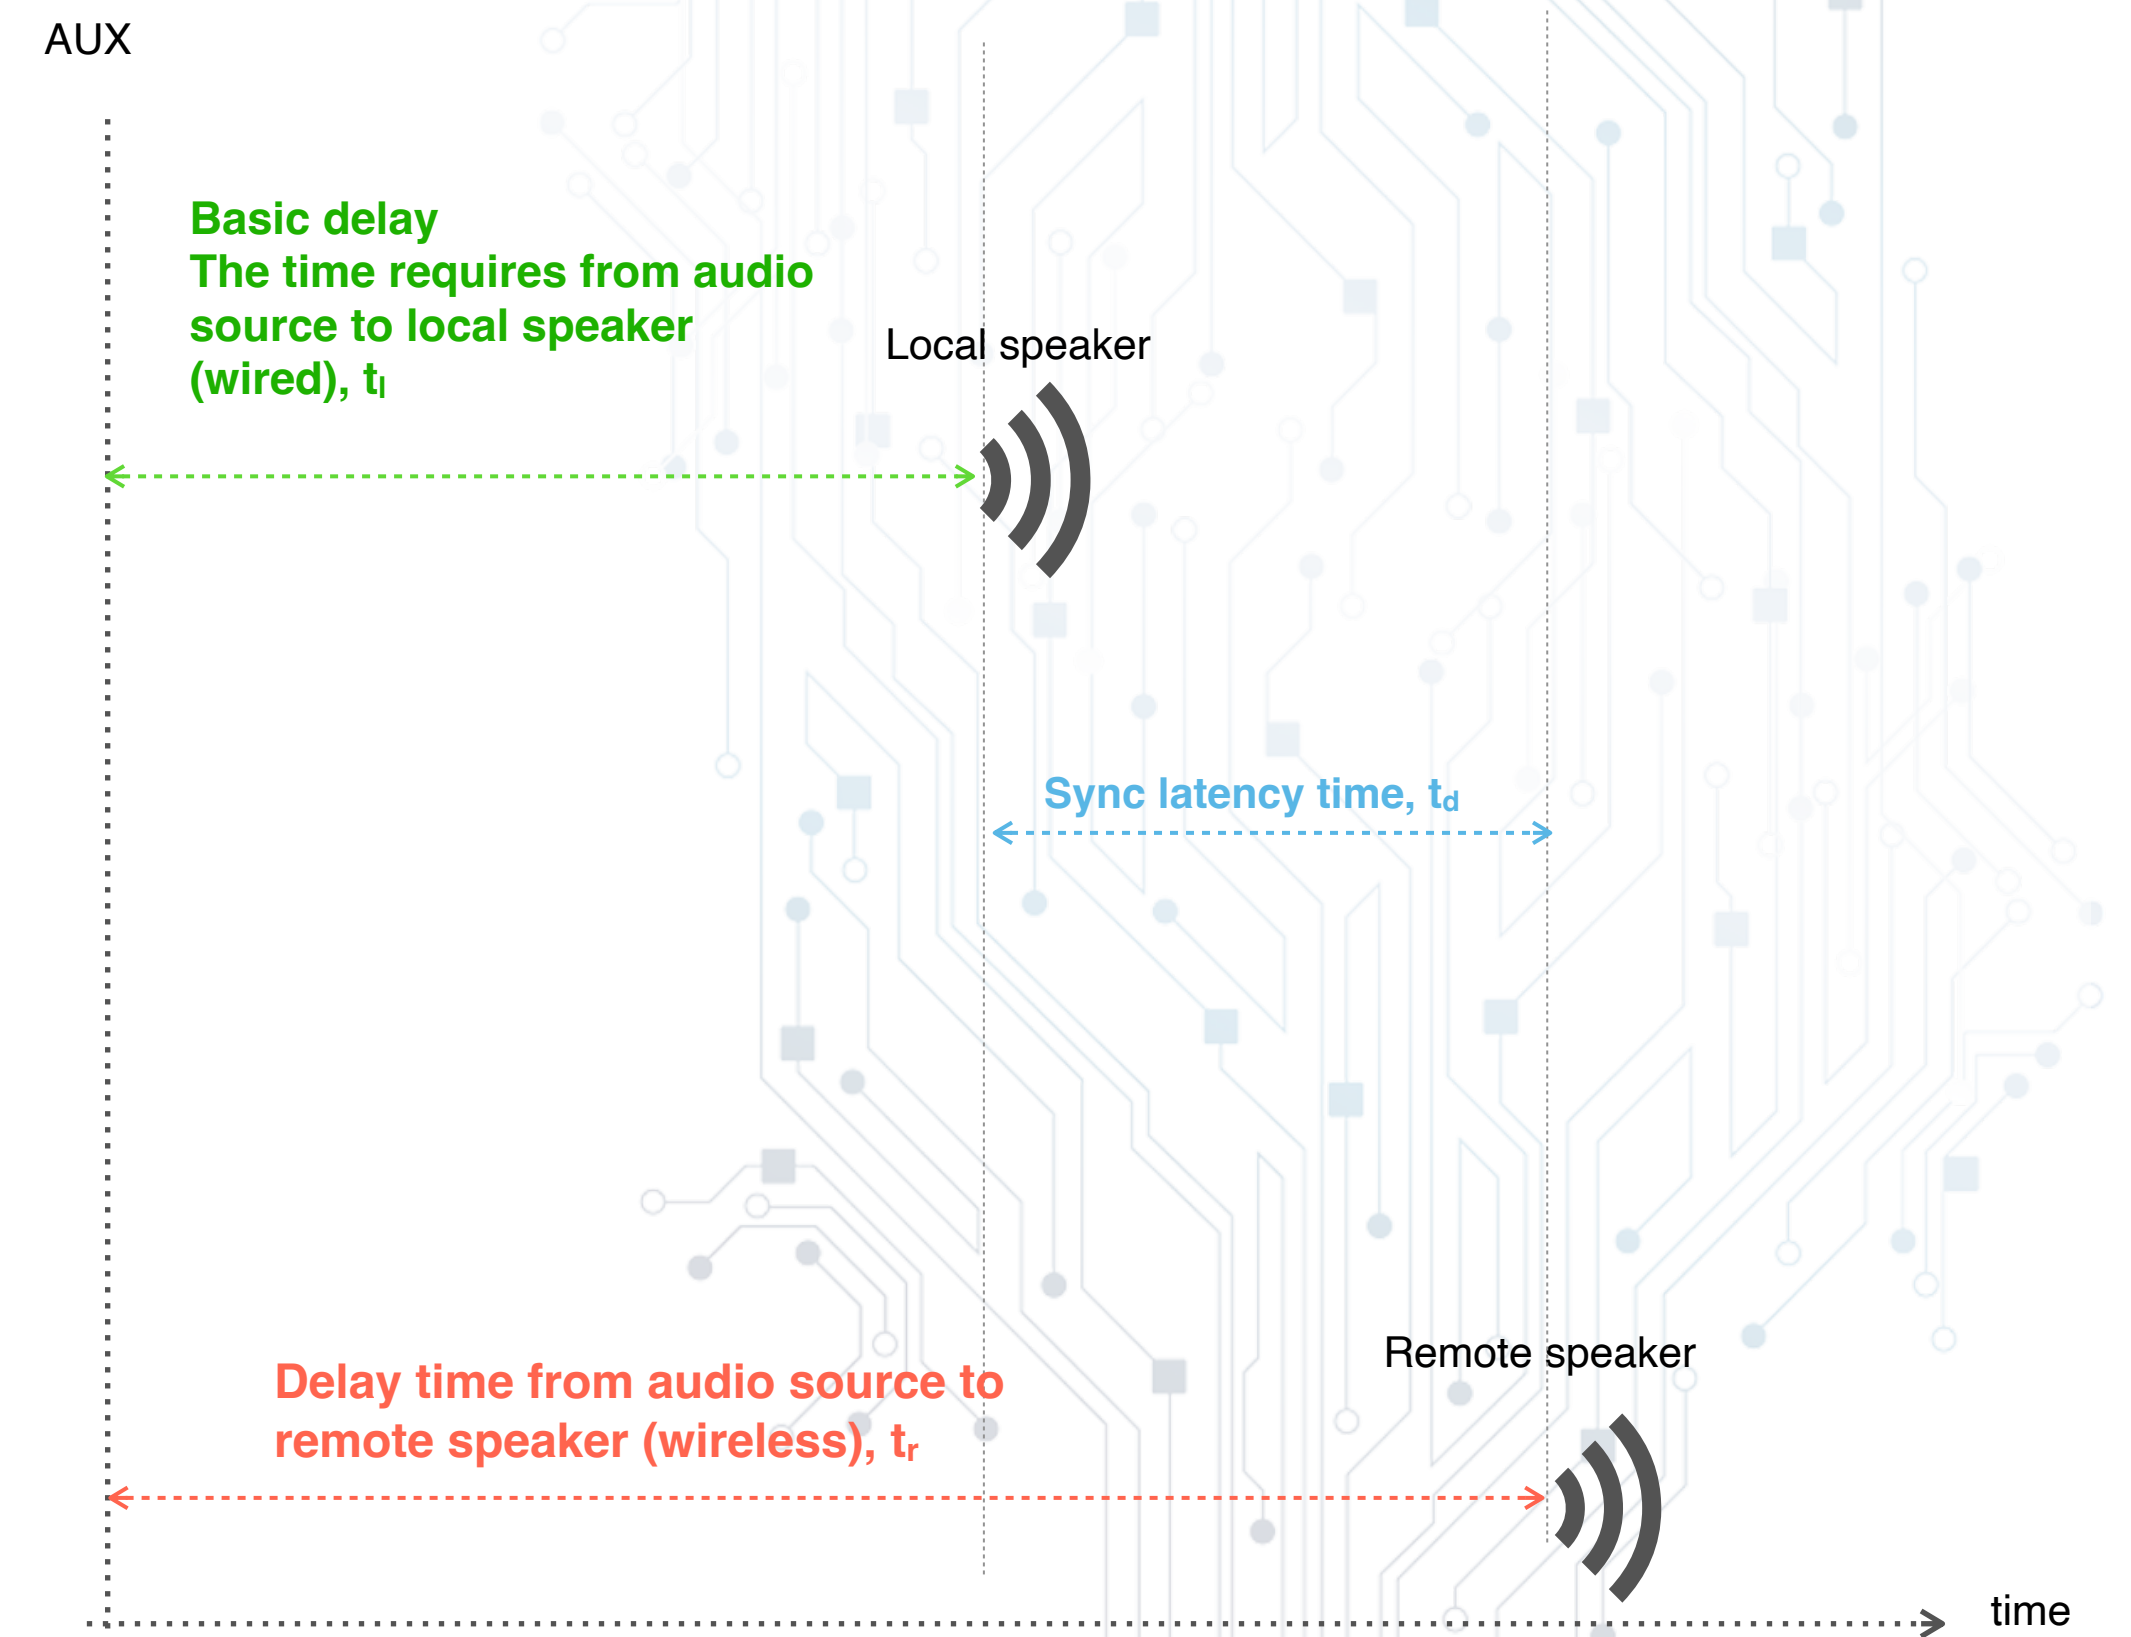 AUX
Basic delay
The time requires from audio
source to local speaker
(wired), tl
Local speaker
Sync latency time, td
Remote speaker
Delay time from audio source to
remote speaker (wireless), tr
time